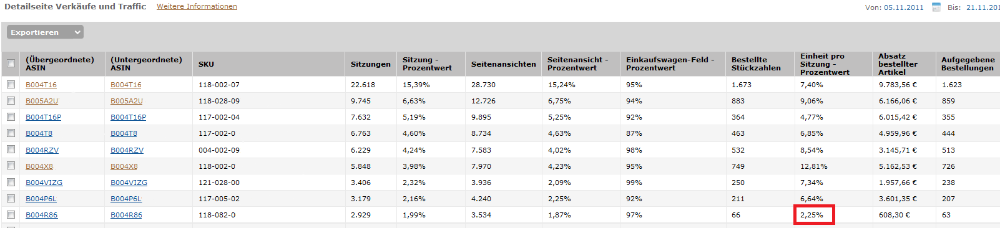 Detailseite Verkäufe und Traffic Weitere Informationen Von: 05.11.2011 Bis: 21.11.201
Exportieren
(Übergeordnete) ASIN (Untergeordnete) ASIN SKU Sitzungen Sitzung - Prozentwert Seitenansichten Seitenansicht - Prozentwert Einkaufswagen-Feld - Prozentwert Bestellte Stückzahlen Einheit pro Sitzung - Prozentwert Absatz bestellter Artikel Aufgegebene Bestellungen
B004T16 B004T16 118-002-07 22.618 15,39% 28.730 15,24% 95% 1.673 7,40% 9.783,56 € 1.623
B005A2U B005A2U 118-028-09 9.745 6,63% 12.726 6,75% 94% 883 9,06% 6.166,06 € 859
B004T16P B004T16P 117-002-04 7.632 5,19% 9.895 5,25% 92% 364 4,77% 6.015,42 € 355
B004T8 B004T8 117-002-0 6.763 4,60% 8.734 4,63% 87% 463 6,85% 4.959,96 € 444
B004RZV B004RZV 004-002-09 6.229 4,24% 7.583 4,02% 98% 532 8,54% 3.145,71 € 513
B004X8 B004X8 118-002-0 5.848 3,98% 7.970 4,23% 95% 749 12,81% 5.162,53 € 726
B004VIZG B004VIZG 121-028-00 3.406 2,32% 3.936 2,09% 99% 250 7,34% 1.957,66 € 238
B004P6L B004P6L 117-005-02 3.179 2,16% 4.240 2,25% 92% 211 6,64% 3.601,35 € 207
B004R86 B004R86 118-082-0 2.929 1,99% 3.534 1,87% 97% 66 2,25% 608,30 € 63